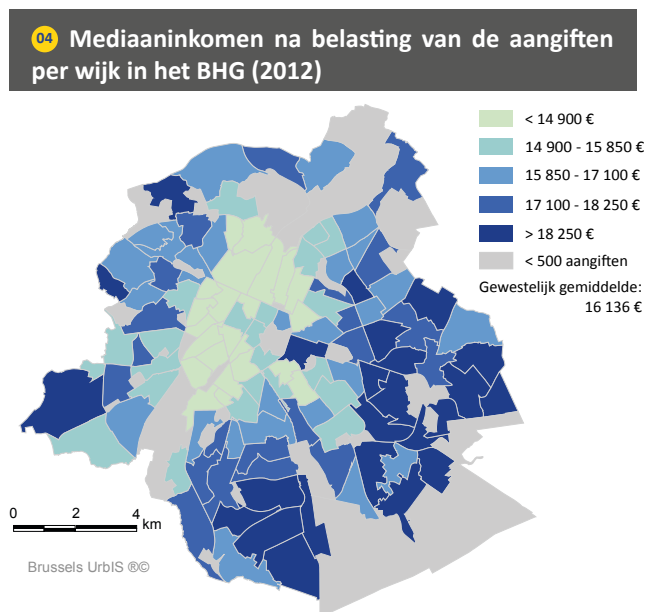 04 Mediaaninkomen na belasting van de aangiften
per wijk in het BHG (2012)
< 14 900 €
14 900 - 15 850 €
15 850 - 17 100 €
17 100 - 18 250 €
> 18 250 €
< 500 aangiften
Gewestelijk gemiddelde:
16 136 €
0 2 4
km
Brussels UrbIS ®©